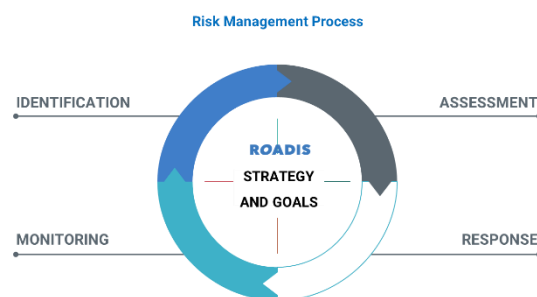 Risk Management Process
IDENTIFICATION
ASSESSMENT
ROADIS
STRATEGY
AND GOALS
MONITORING
RESPONSE